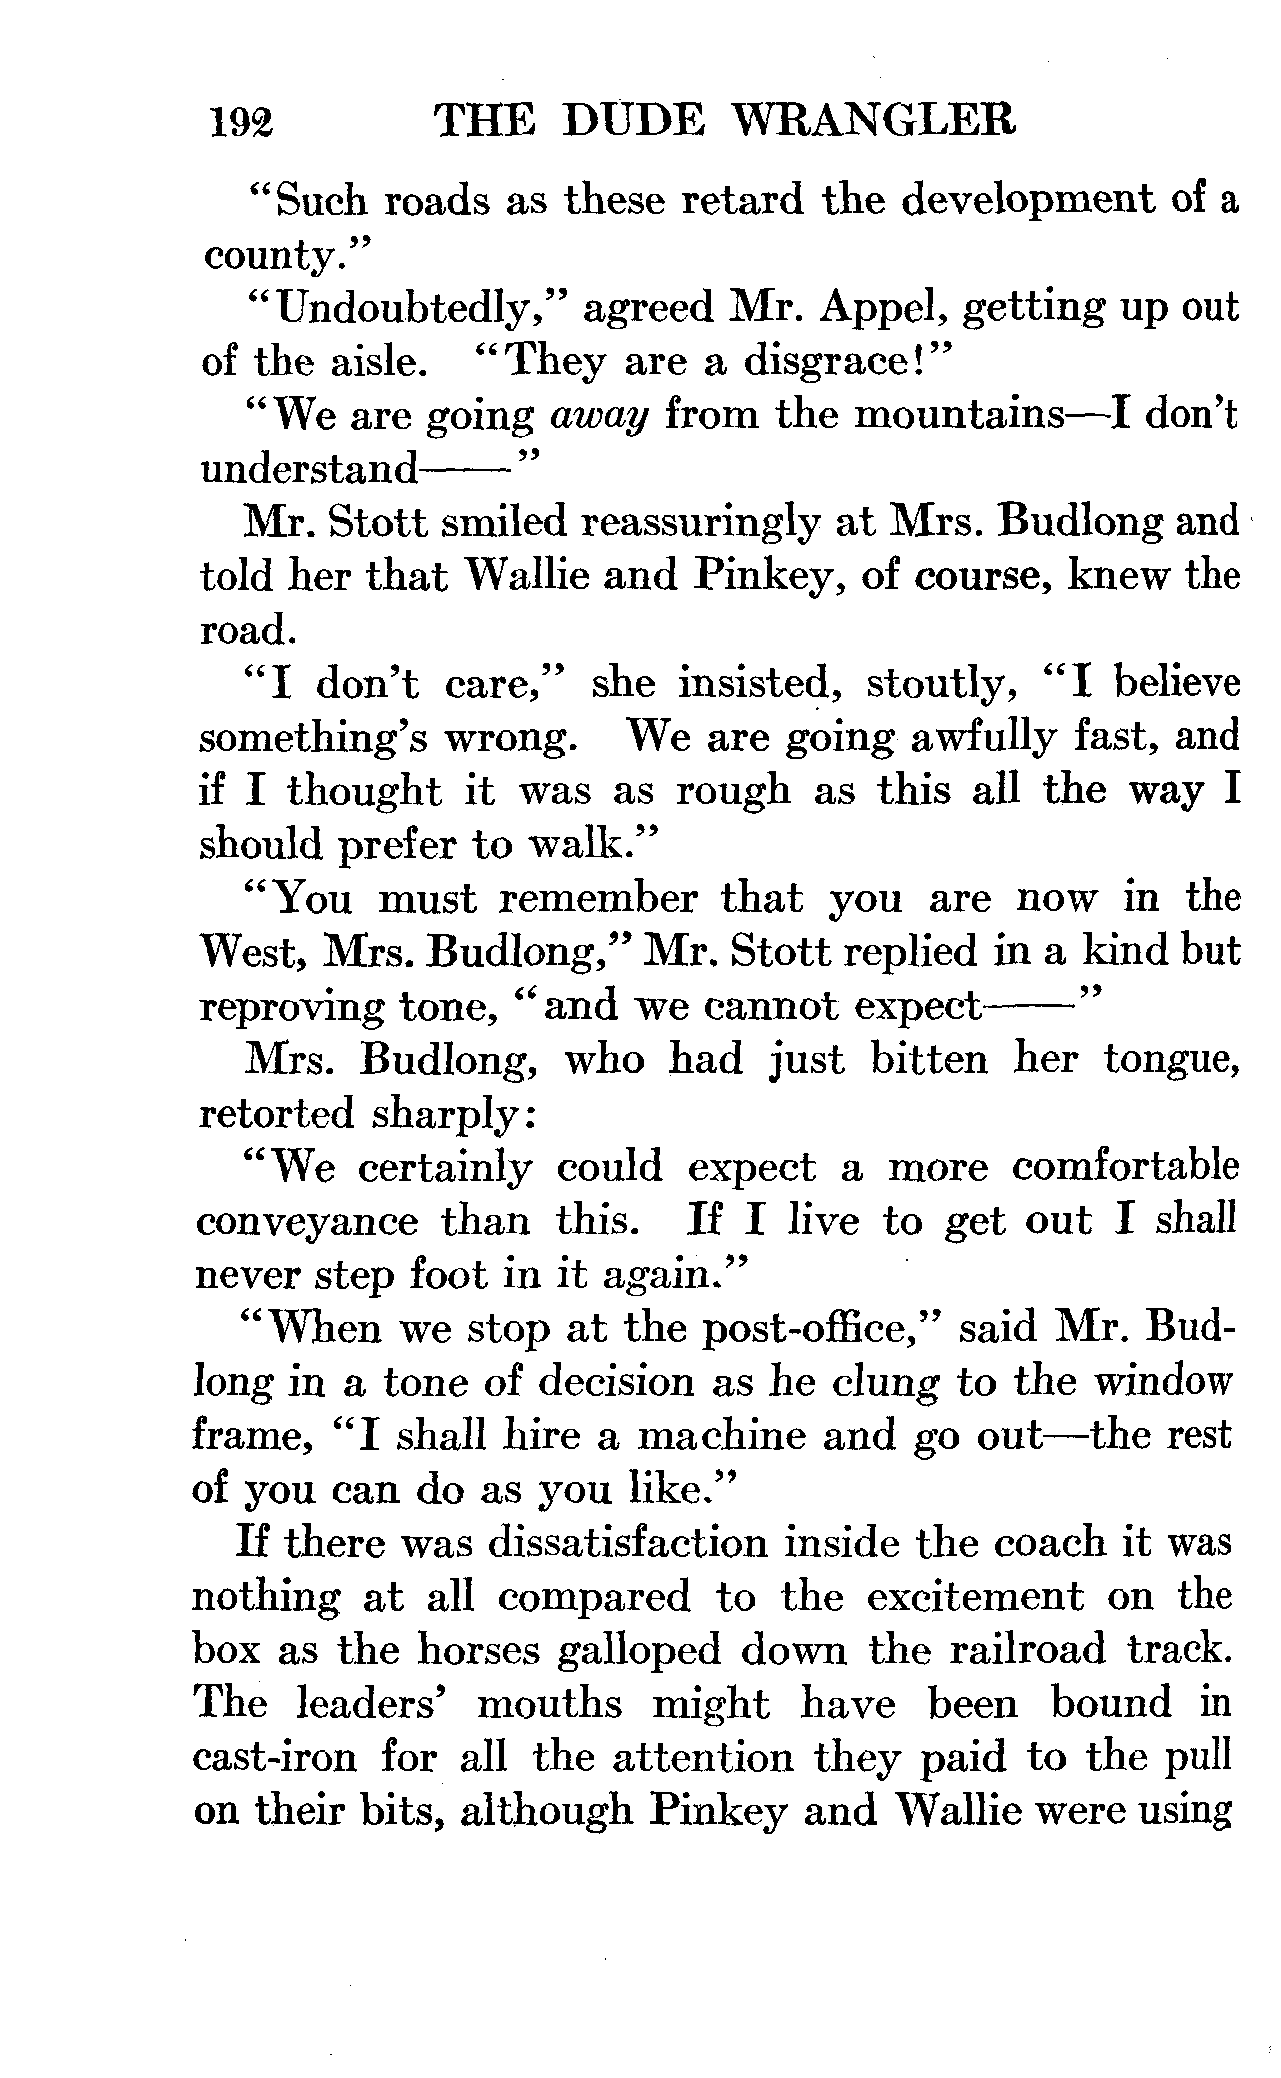 192 THE DUDE WRANGLER
“Such roads as these retard the development of a
county.”
“Undoubtedly,” agreed Mr. Appel, getting up out
of the aisle. “They are a disgrace!”
“We are going away from the mountains—I don’t
understand——”
Mr. Stott smiled reassuringly at Mrs. Budlong and
told her that Wallie and Pinkey, of course, knew the
road.
“I don’t care,” she insisted, stoutly, “I believe
something’s wrong. We are going awfully fast, and
if I thought it was as rough as this all the way I
should prefer to walk.”
“You must remember that you are now in the
West, Mrs. Budlong,” Mr. Stott replied in a kind but
reproving tone, “and we cannot expect——”
Mrs. Budlong, who had just bitten her tongue,
retorted sharply:
“We certainly could expect a more comfortable
conveyance than this. If I live to get out I shall
never step foot in it again.”
“When we stop at the post-office,” said Mr. Bud-
long in a tone of decision as he clung to the window
frame, “I shall hire a machine and go out—the rest
of you can do as you like.”
If there was dissatisfaction inside the coach it was
nothing at all compared to the excitement on the
box as the horses galloped down the railroad track.
The leaders’ mouths might have been bound in
cast-iron for all the attention they paid to the pull
on their bits, although Pinkey and Wallie were using